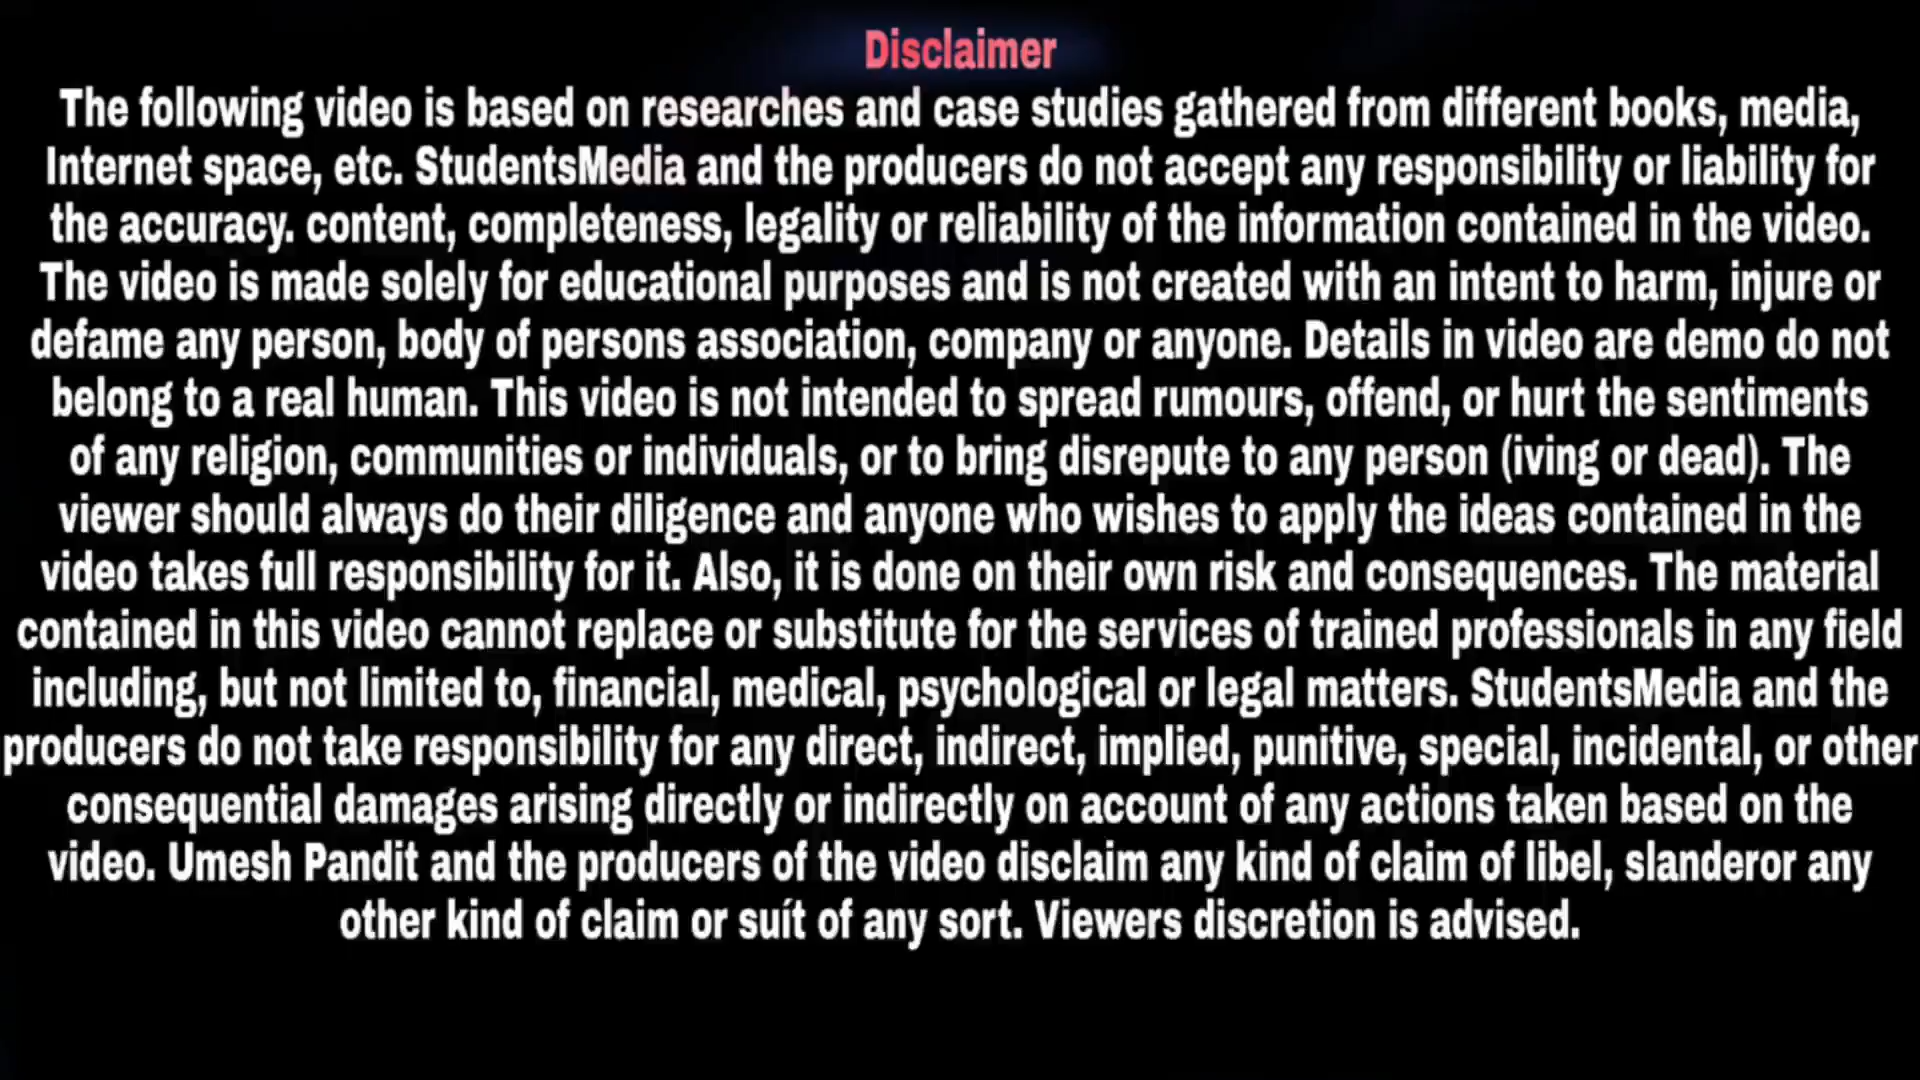 Disclaimer
The following video is based on researches and case studies gathered from different books, media,
Internet space, etc. StudentsMedia and the producers do not accept any responsibility or liability for
the accuracy. content, completeness, legality or reliability of the information contained in the video.
The video is made solely for educational purposes and is not created with an intent to harm, injure or
defame any person, body of persons association, company or anyone. Details in video are demo do not
belong to a real human. This video is not intended to spread rumours, offend, or hurt the sentiments
of any religion, communities or individuals, or to bring disrepute to any person (iving or dead). The
viewer should always do their diligence and anyone who wishes to apply the ideas contained in the
video takes full responsibility for it. Also, it is done on their own risk and consequences. The material
contained in this video cannot replace or substitute for the services of trained professionals in any field
including, but not limited to, financial, medical, psychological or legal matters. StudentsMedia and the
producers do not take responsibility for any direct, indirect, implied, punitive, special, incidental, or other
consequential damages arising directly or indirectly on account of any actions taken based on the
video. Umesh Pandit and the producers of the video disclaim any kind of claim of libel, slanderor any
other kind of claim or suít of any sort. Viewers discretion is advised.